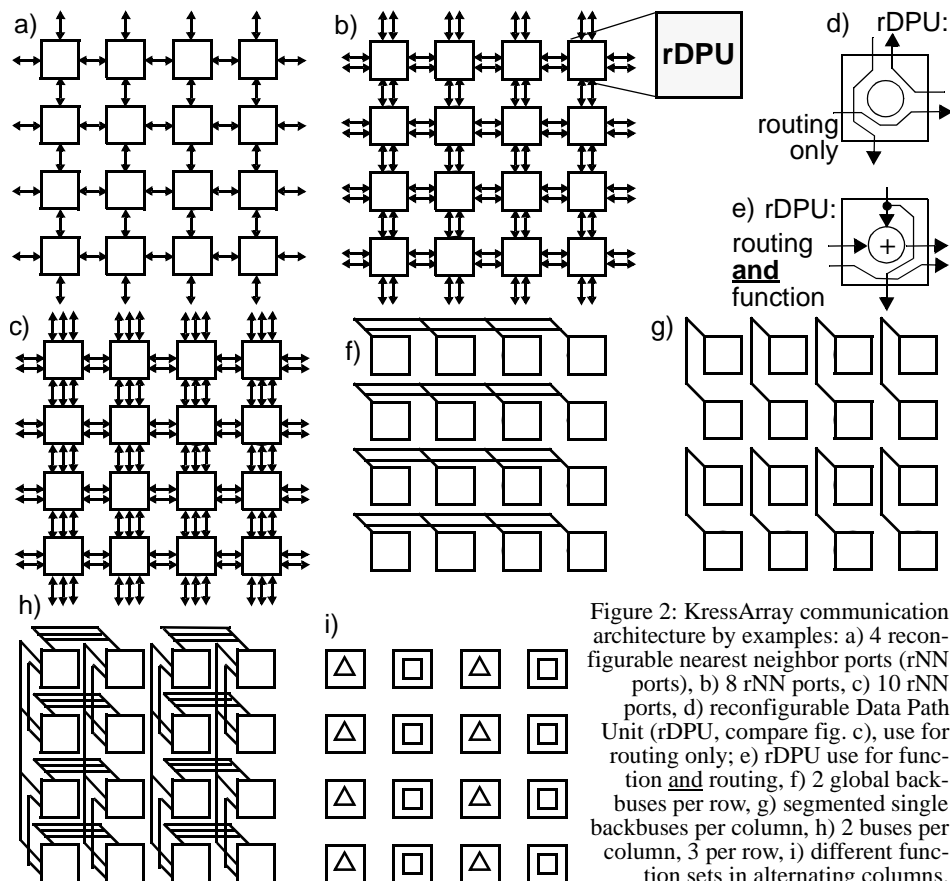 a)
b)
rDPU
d)
rDPU:
routing
only
e) rDPU:
routing
and
function
+
c)
f)
g)
h)
i)
Figure 2: KressArray communication
architecture by examples: a) 4 recon-
figurable nearest neighbor ports (rNN
ports), b) 8 rNN ports, c) 10 rNN
ports, d) reconfigurable Data Path
Unit (rDPU, compare fig. c), use for
routing only; e) rDPU use for func-
tion and routing, f) 2 global back-
buses per row, g) segmented single
backbuses per column, h) 2 buses per
column, 3 per row, i) different func-
tion sets in alternating columns.